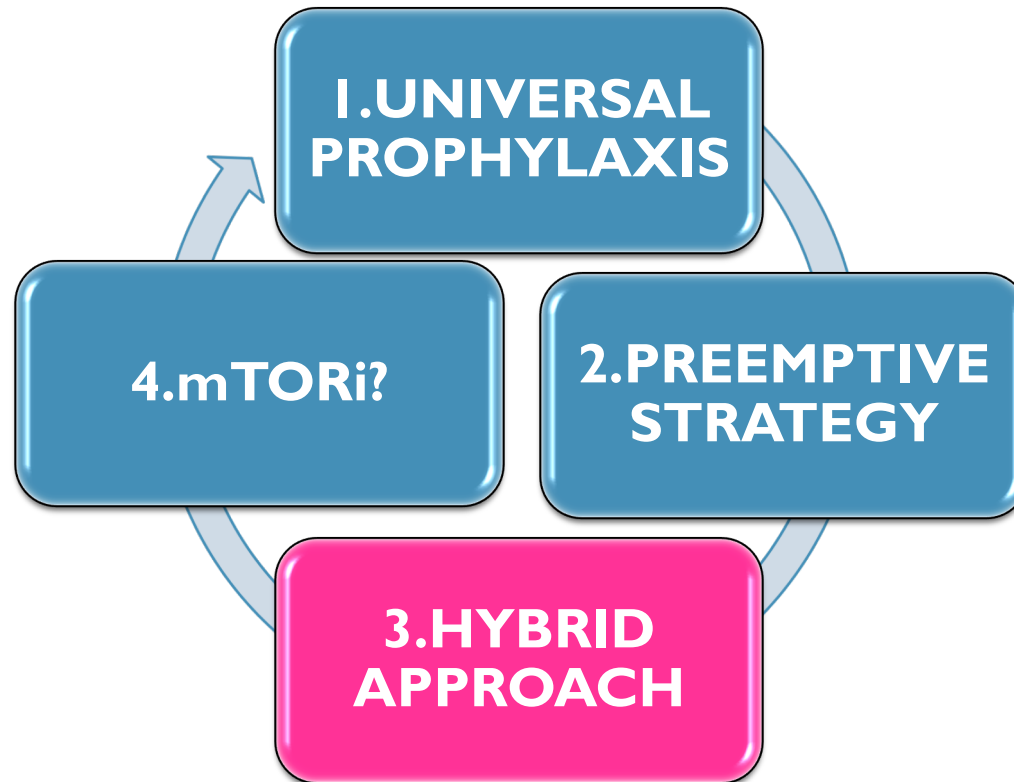 1.UNIVERSAL
PROPHYLAXIS
2.PREEMPTIVE
STRATEGY
3.HYBRID
APPROACH
4.mTORi?